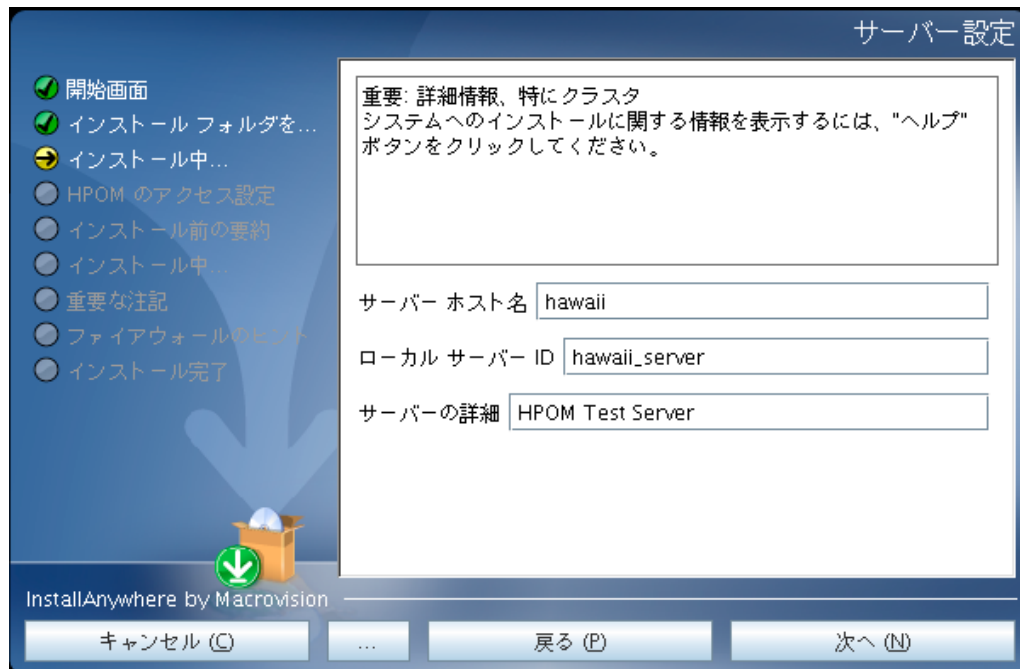 サーバー設定
開始画面
インストール フォルダを...
インストール中...
HPOM のアクセス設定
インストール前の要約
インストール中...
重要な注記
ファイアウォールのヒント
インストール完了
重要: 詳細情報、特にクラスタ
システムへのインストールに関する情報を表示するには、"ヘルプ"
ボタンをクリックしてください。
サーバー ホスト名 hawaii
ローカル サーバー ID hawaii_server
サーバーの詳細 HPOM Test Server
InstallAnywhere by Macrovision
キャンセル (C) ... 戻る (P) 次へ (N)